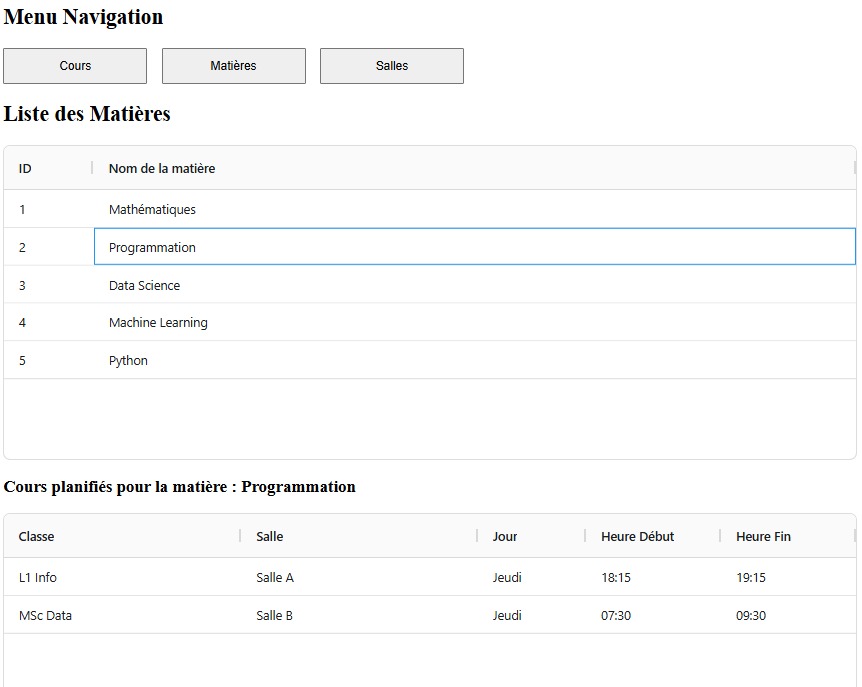 Menu Navigation
Cours Matières Salles
Liste des Matières
ID Nom de la matière
1 Mathématiques
2 Programmation
3 Data Science
4 Machine Learning
5 Python
Cours planifiés pour la matière : Programmation
Classe Salle Jour Heure Début Heure Fin
L1 Info Salle A Jeudi 18:15 19:15
MSc Data Salle B Jeudi 07:30 09:30